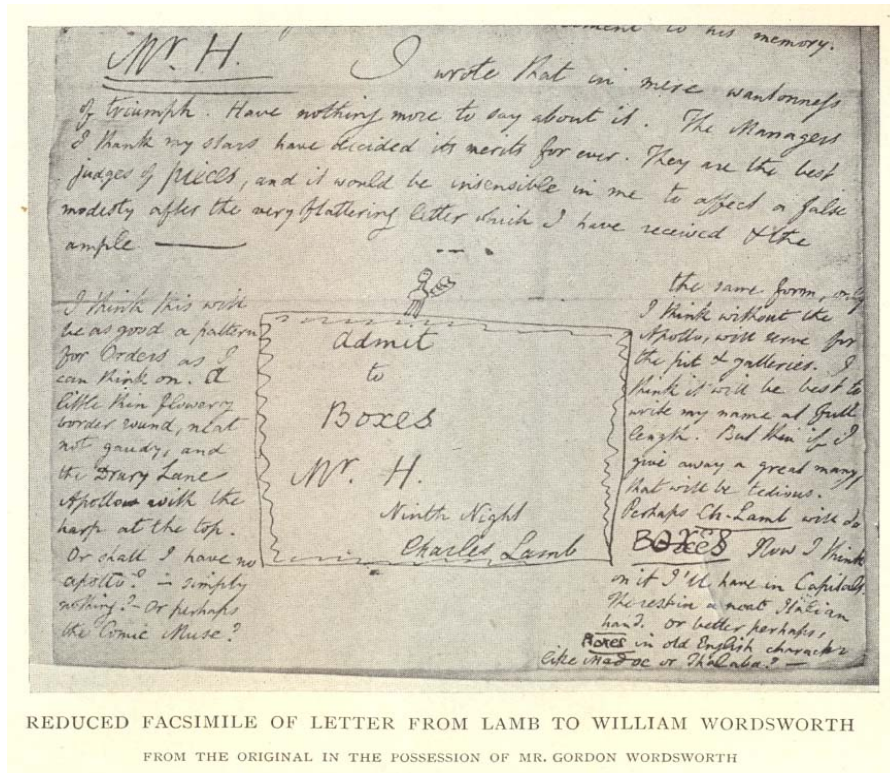 to his memory.
Mr. H.
I wrote that in mere wantonness
of triumph. Have nothing more to say about it. The Managers
I thank my stars have decided its merits for ever. They are the best
judges of pieces, and it would be insensible in me to affect a false
modesty after the very flattering letter which I have received & the
ample
I think this will
be as good a pattern
for Orders as I
can think on. A
little thin flowery
border round, neat
not gaudy, and
the Drury Lane
Apollo with the
harp at the top.
Or shall I have no
apollo? – simply
nothing? – Or perhaps
the Comic Muse?
Admit
to
Boxes
Mr. H.
Ninth Night
Charles Lamb
the same form, only
I think without the
Apollo, will serve for
the pit & galleries. I
think it will be best to
write my name at full
length. But then if I
give away a great many,
that will be tedious.
Perhaps Ch. Lamb will do
BOXES Now I think
on it I'll have in Capitals
The rest in a neat Italian
hand. Or better perhaps,
Boxes in old English character
like Madoc or Thalaba? –
REDUCED FACSIMILE OF LETTER FROM LAMB TO WILLIAM WORDSWORTH
FROM THE ORIGINAL IN THE POSSESSION OF MR. GORDON WORDSWORTH